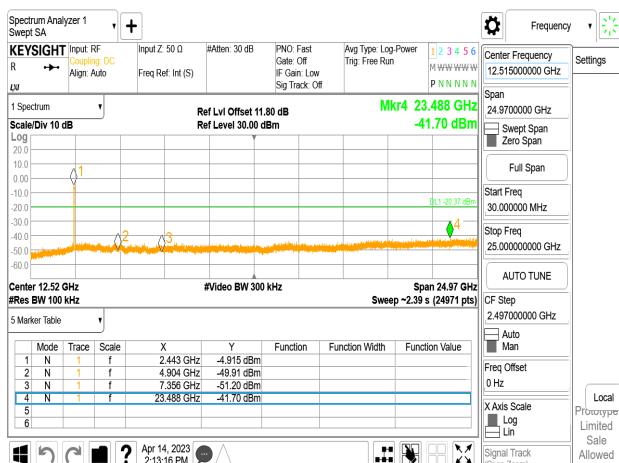 Spectrum Analyzer 1
Swept SA
Frequency
KEYSIGHT
R
Input: RF
Coupling: DC
Align: Auto
Input Z: 50 Ω
Freq Ref: Int (S)
#Atten: 30 dB
PNO: Fast
Gate: Off
IF Gain: Low
Sig Track: Off
Avg Type: Log-Power
Trig: Free Run
1 2 3 4 5 6
M W W W W W
P N N N N N
1 Spectrum
Scale/Div 10 dB
Ref Lvl Offset 11.80 dB
Ref Level 30.00 dBm
Mkr4 23.488 GHz
-41.70 dBm
Log
20.0
10.0
0.00
-10.0
-20.0
-30.0
-40.0
-50.0
-60.0
1
2
3
4
DL1 -20.37 dBm
Center 12.52 GHz
#Res BW 100 kHz
#Video BW 300 kHz
Span 24.97 GHz
Sweep ~2.39 s (24971 pts)
5 Marker Table
Mode Trace Scale X Y Function Function Width Function Value
1 N 1 f 2.443 GHz -4.915 dBm
2 N 1 f 4.904 GHz -49.91 dBm
3 N 1 f 7.356 GHz -51.20 dBm
4 N 1 f 23.488 GHz -41.70 dBm
5
6
Apr 14, 2023
2:13:16 PM
Center Frequency
12.515000000 GHz
Span
24.9700000 GHz
Swept Span
Zero Span
Full Span
Start Freq
30.000000 MHz
Stop Freq
25.000000000 GHz
AUTO TUNE
CF Step
2.497000000 GHz
Auto
Man
Freq Offset
0 Hz
X Axis Scale
Log
Lin
Signal Track
Settings
Local
Prototype
Limited
Sale
Allowed